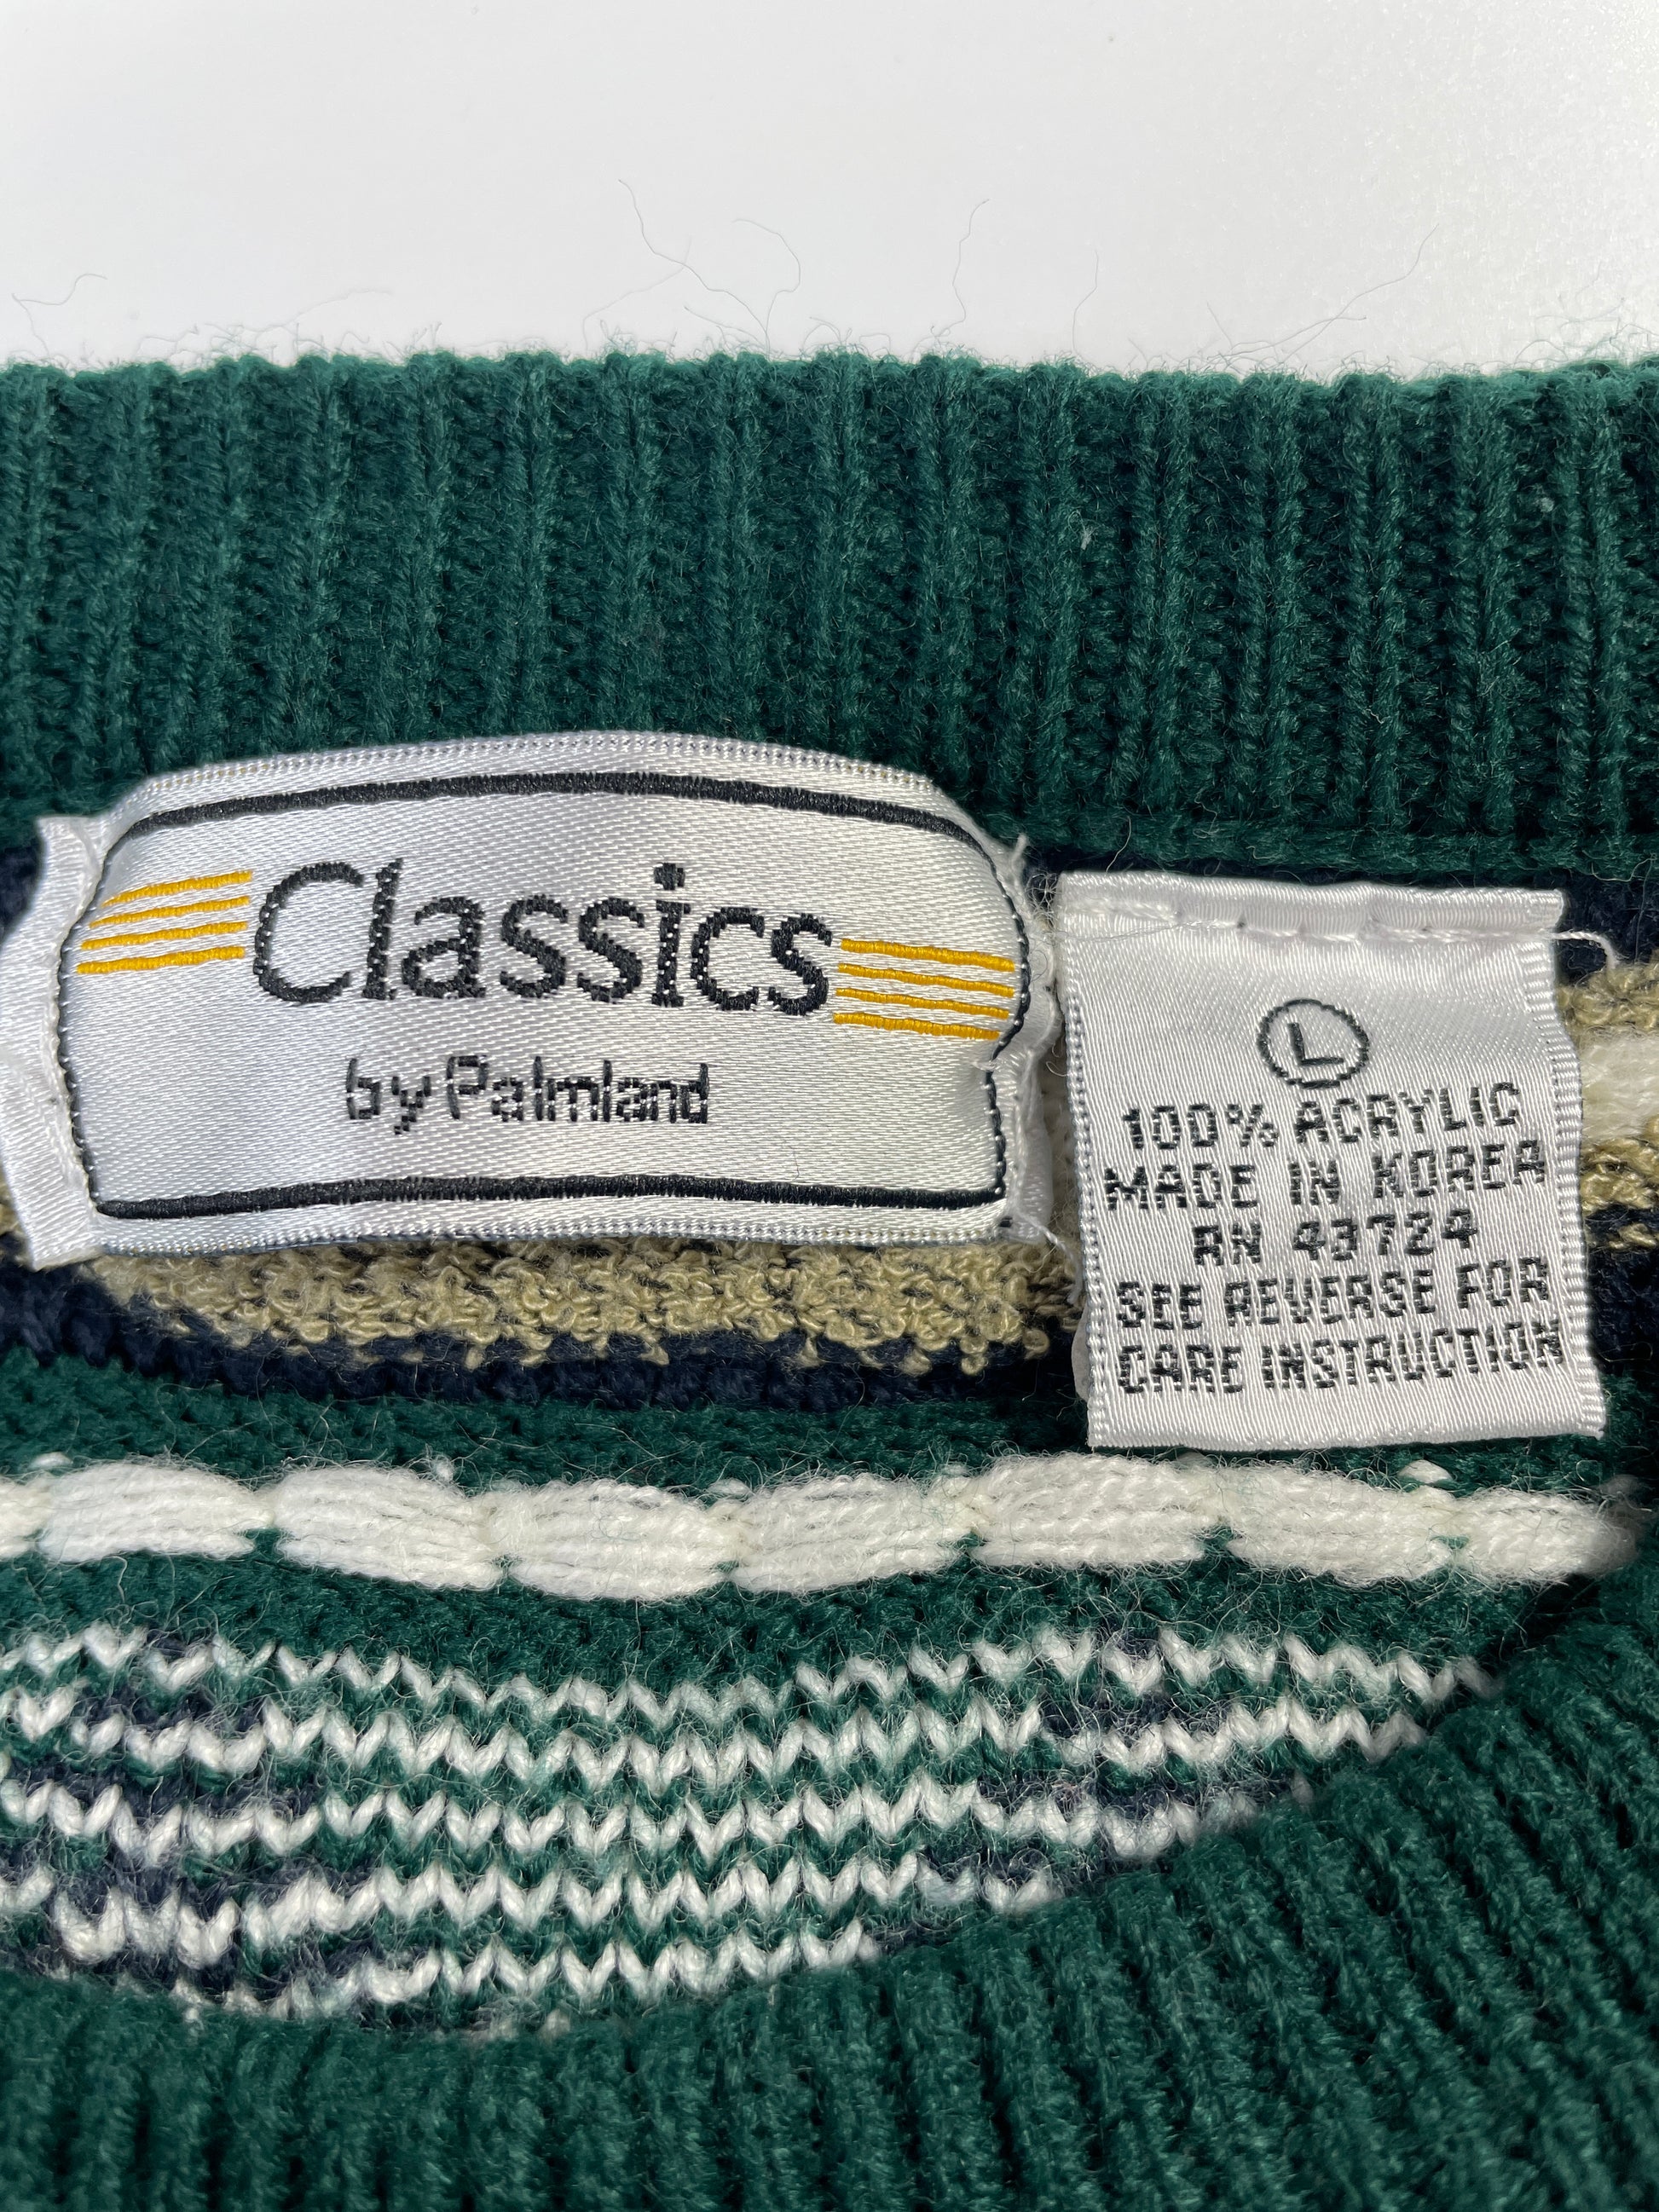 Classics
by Palmland
L
100% ACRYLIC
MADE IN KOREA
RN 43724
SEE REVERSE FOR
CARE INSTRUCTION